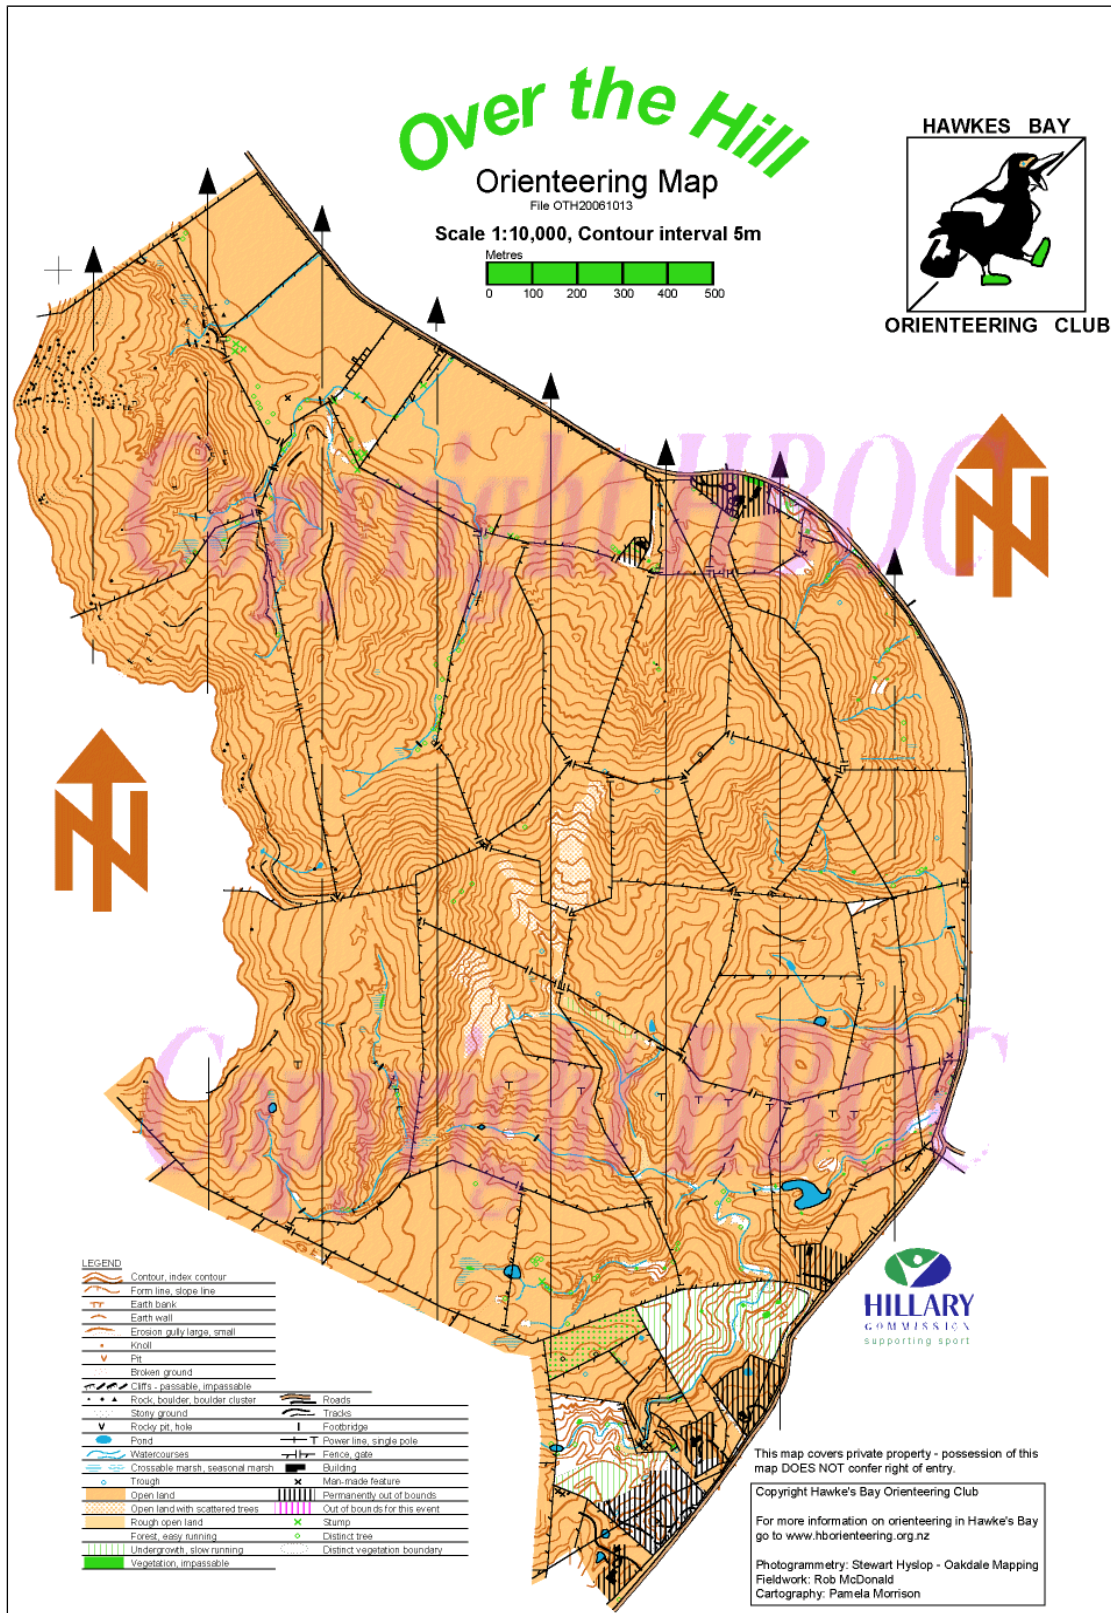 Over the Hill
Orienteering Map
File OTH20061013
Scale 1:10,000, Contour interval 5m
Metres
0 100 200 300 400 500
HAWKES BAY
ORIENTEERING CLUB
N
N
Copyright HBOC
Copyright HBOC
LEGEND
Contour, index contour
Form line, slope line
Earth bank
Earth wall
Erosion gully large, small
Knoll
Pit
Broken ground
Cliffs - passable, impassable
Rock, boulder, boulder cluster
Stony ground
Rocky pit, hole
Pond
Watercourses
Crossable marsh, seasonal marsh
Trough
Open land
Open land with scattered trees
Rough open land
Forest, easy running
Undergrowth, slow running
Vegetation, impassable
Roads
Tracks
Footbridge
Power line, single pole
Fence, gate
Building
Man-made feature
Permanently out of bounds
Out of bounds for this event
Stump
Distinct tree
Distinct vegetation boundary
HILLARY
COMMISSION
supporting sport
This map covers private property - possession of this
map DOES NOT confer right of entry.
Copyright Hawke's Bay Orienteering Club
For more information on orienteering in Hawke's Bay
go to www.hborienteering.org.nz
Photogrammetry: Stewart Hyslop - Oakdale Mapping
Fieldwork: Rob McDonald
Cartography: Pamela Morrison